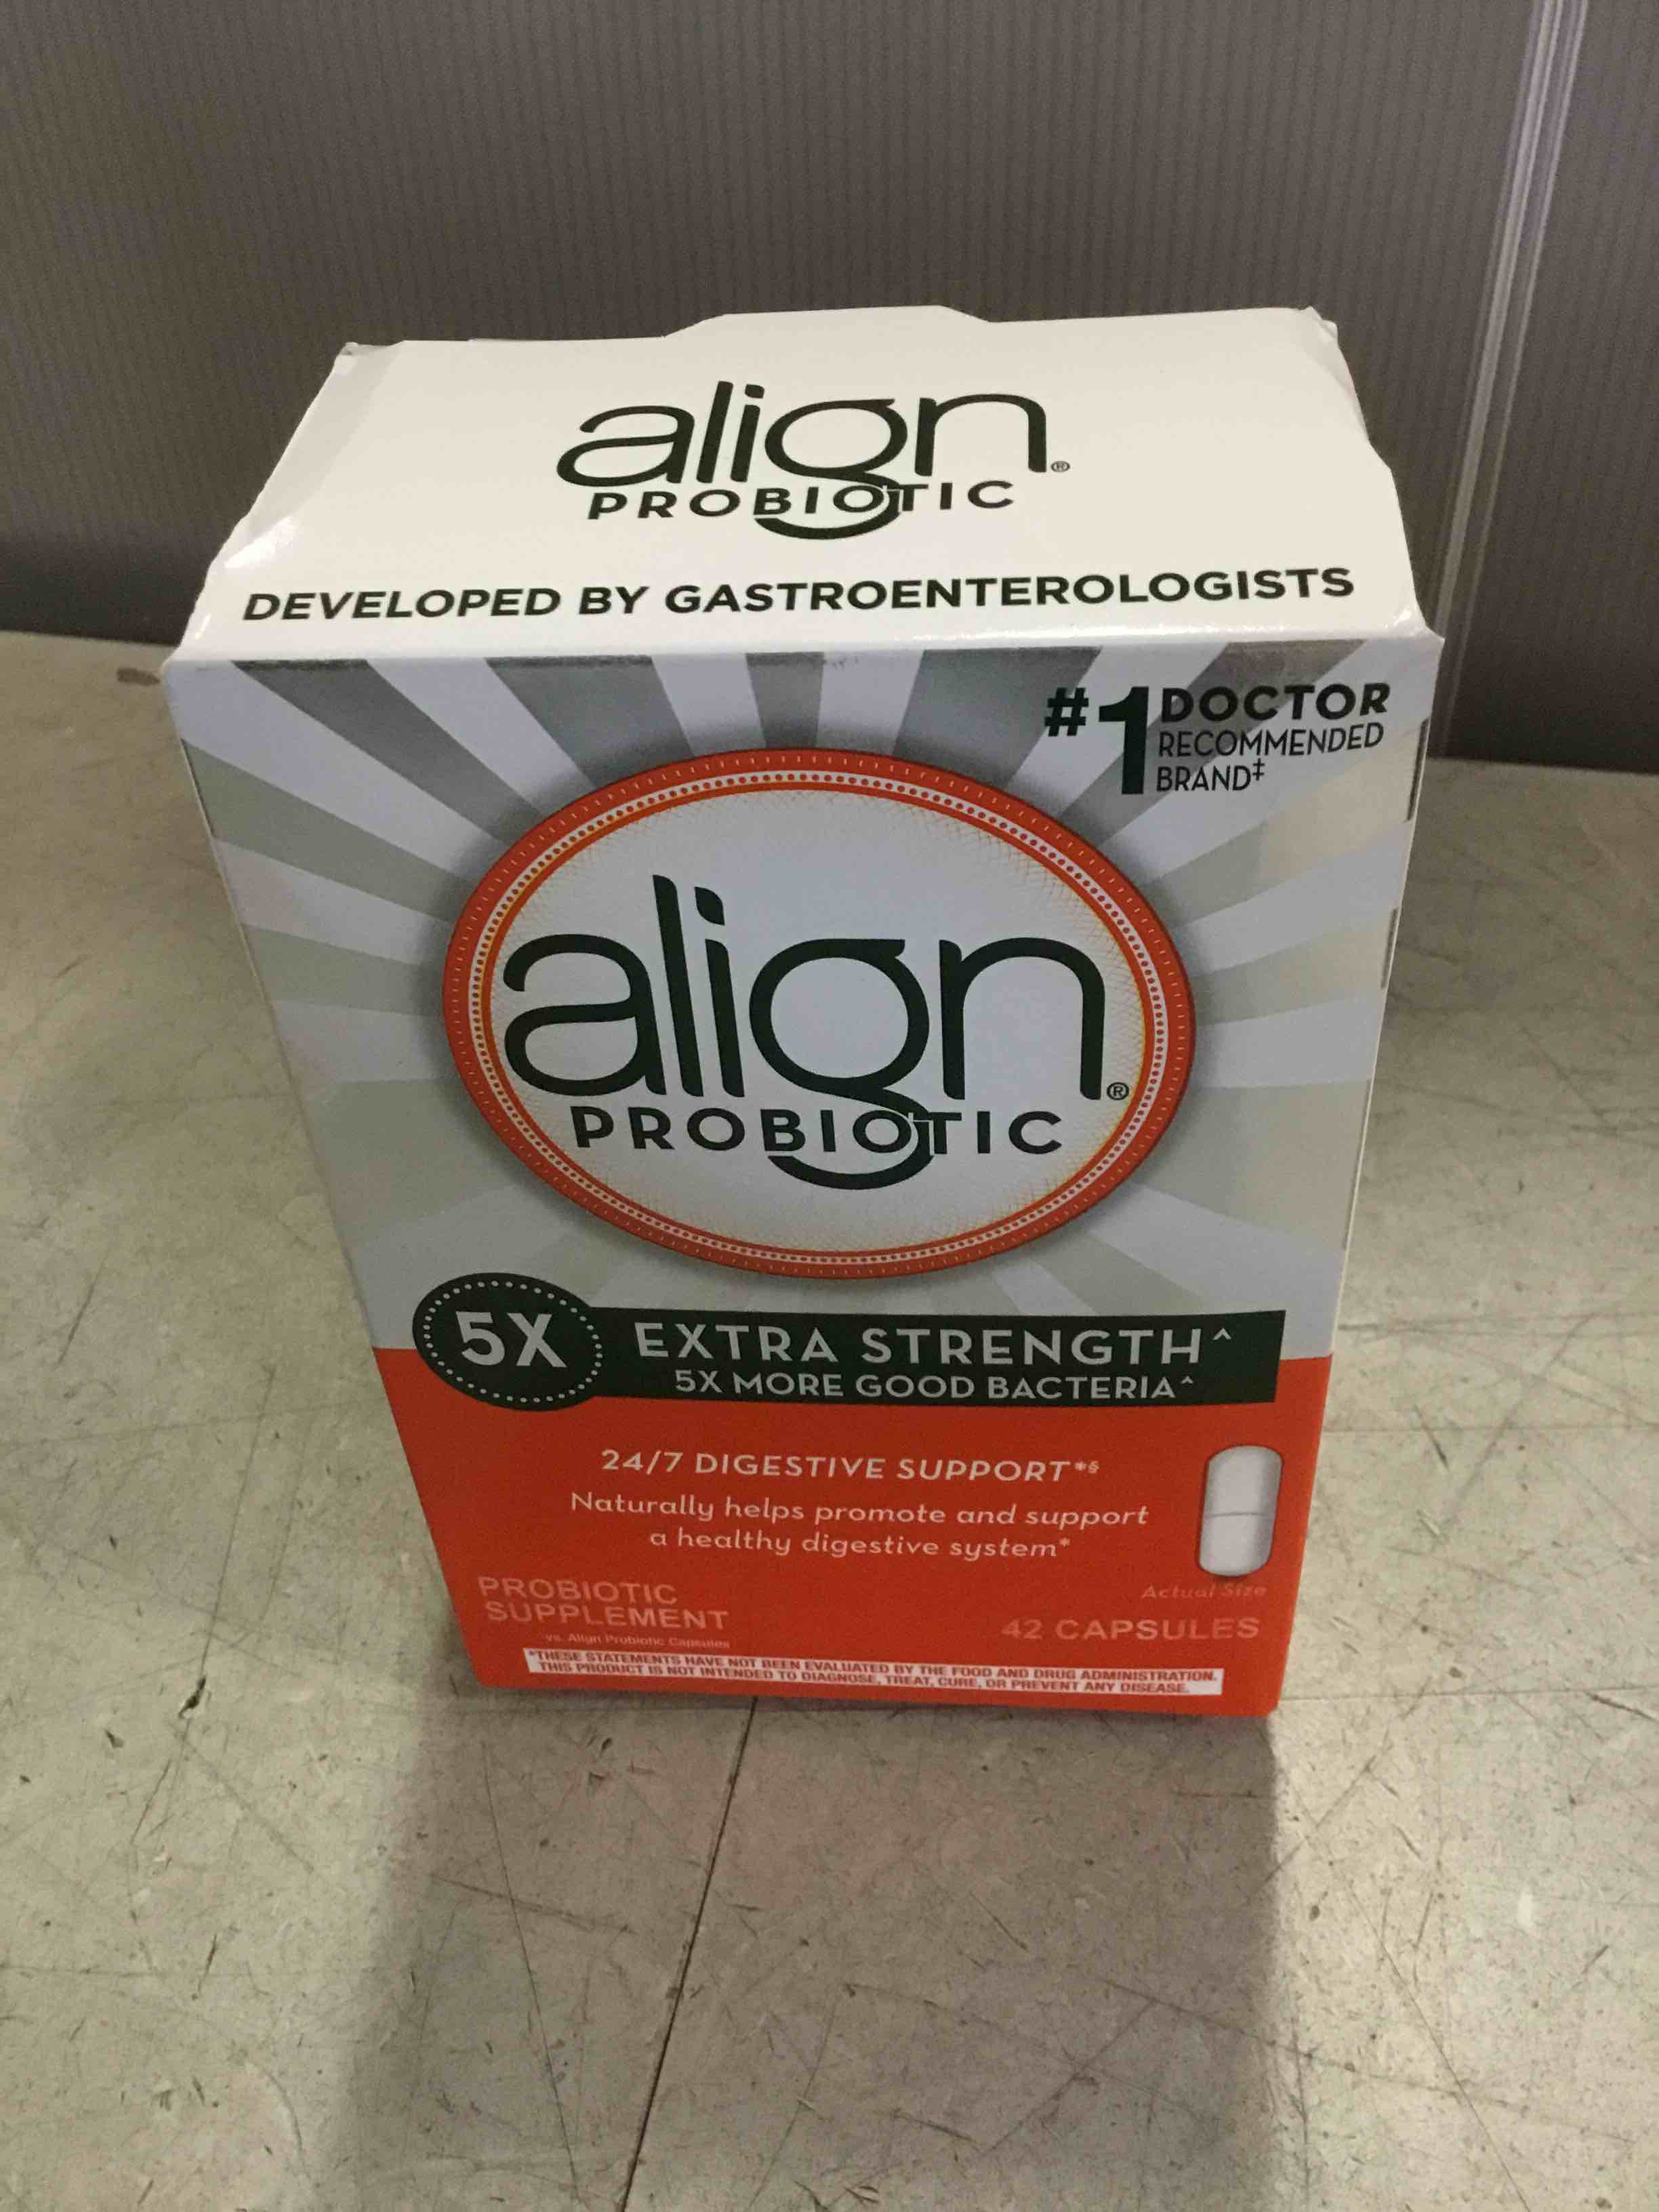 align®
PROBIOTIC
DEVELOPED BY GASTROENTEROLOGISTS
#1 DOCTOR
RECOMMENDED
BRAND‡
align®
PROBIOTIC
5X EXTRA STRENGTH^
5X MORE GOOD BACTERIA^
24/7 DIGESTIVE SUPPORT*§
Naturally helps promote and support
a healthy digestive system*
PROBIOTIC
SUPPLEMENT
Actual Size
42 CAPSULES
vs. Align Probiotic Capsules
*THESE STATEMENTS HAVE NOT BEEN EVALUATED BY THE FOOD AND DRUG ADMINISTRATION.
THIS PRODUCT IS NOT INTENDED TO DIAGNOSE, TREAT, CURE, OR PREVENT ANY DISEASE.